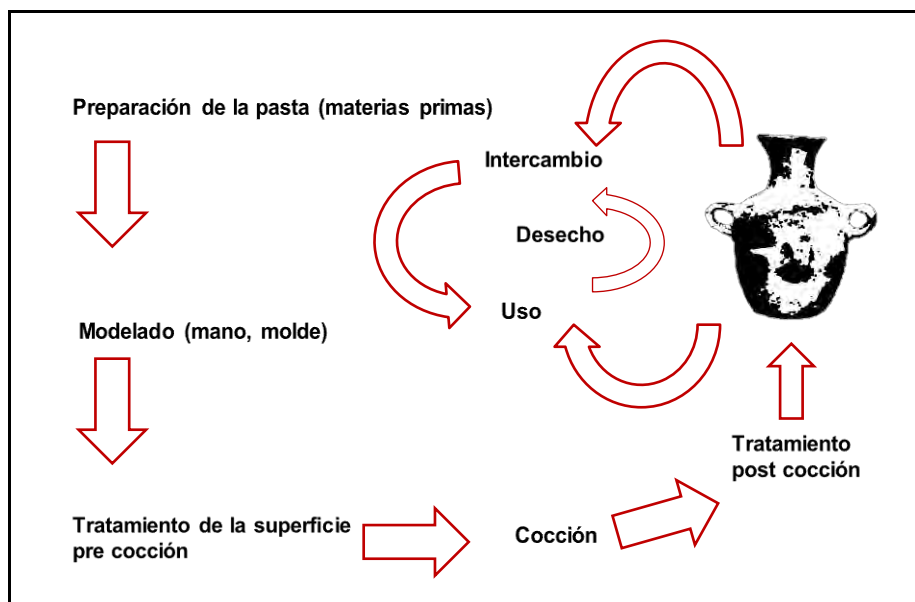 Preparación de la pasta (materias primas)
Modelado (mano, molde)
Tratamiento de la superficie
pre cocción
Cocción
Tratamiento
post cocción
Intercambio
Desecho
Uso